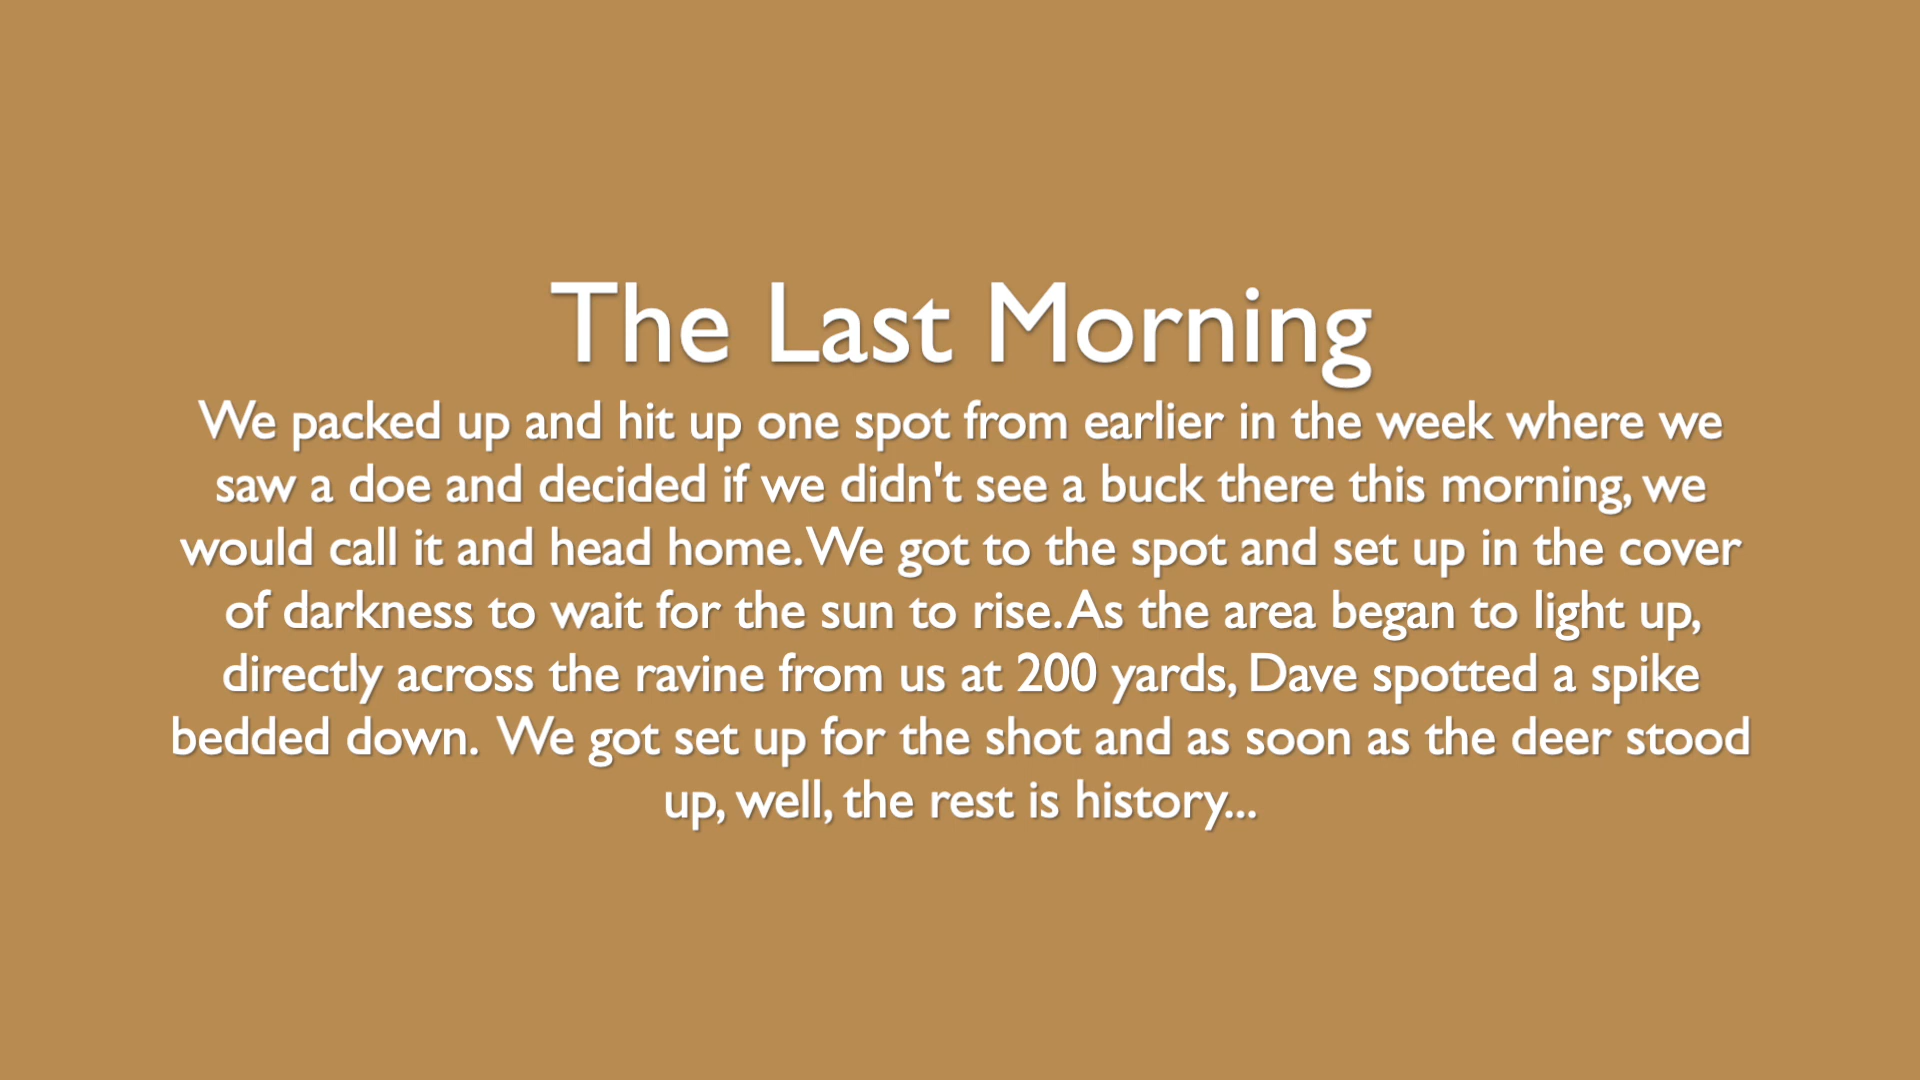 The Last Morning
We packed up and hit up one spot from earlier in the week where we
saw a doe and decided if we didn't see a buck there this morning, we
would call it and head home. We got to the spot and set up in the cover
of darkness to wait for the sun to rise. As the area began to light up,
directly across the ravine from us at 200 yards, Dave spotted a spike
bedded down.  We got set up for the shot and as soon as the deer stood
up, well, the rest is history...